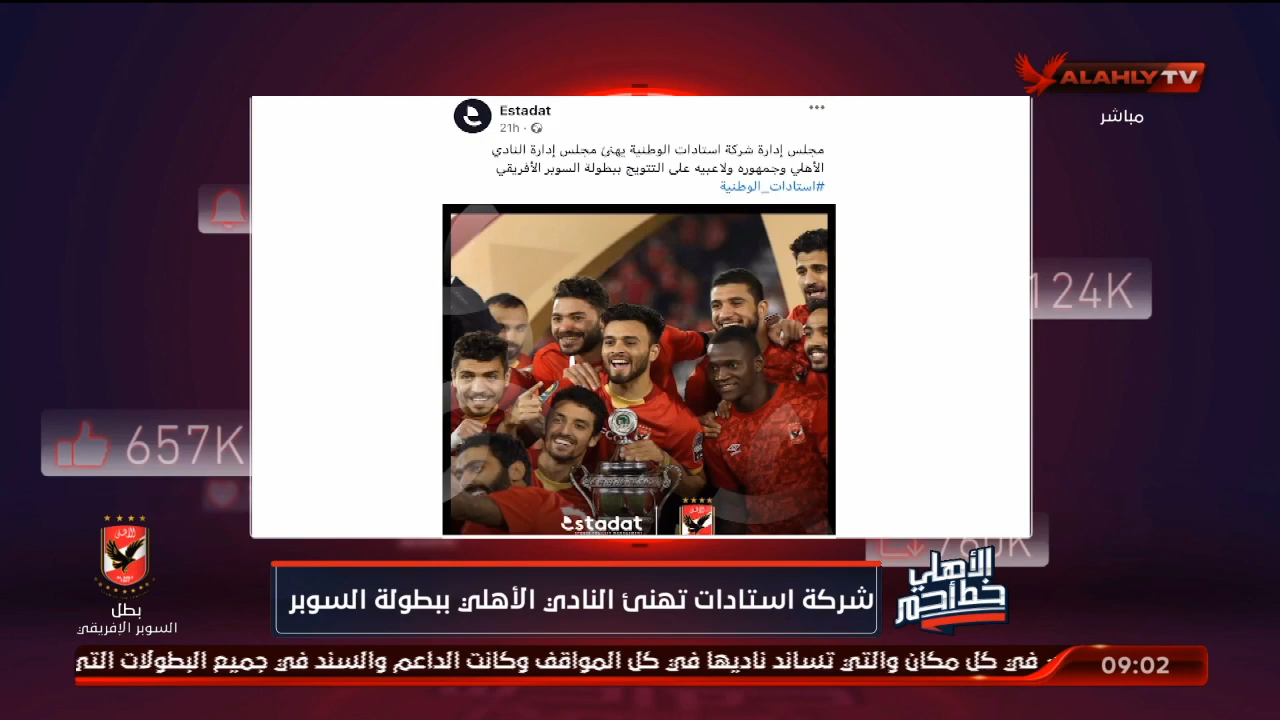 ALAHLY TV
مباشر
Estadat
21h
مجلس إدارة شركة استادات الوطنية يهنئ مجلس إدارة النادي
الأهلي وجمهوره ولاعبيه على التتويج ببطولة السوبر الأفريقي
#استادات_الوطنية
124K
657K
760K
estadat
الأهلي
خط أحمر
شركة استادات تهنئ النادي الأهلي ببطولة السوبر
بطل
السوبر الإفريقي
في كل مكان والتي تساند ناديها في كل المواقف وكانت الداعم والسند في جميع البطولات التي
09:02